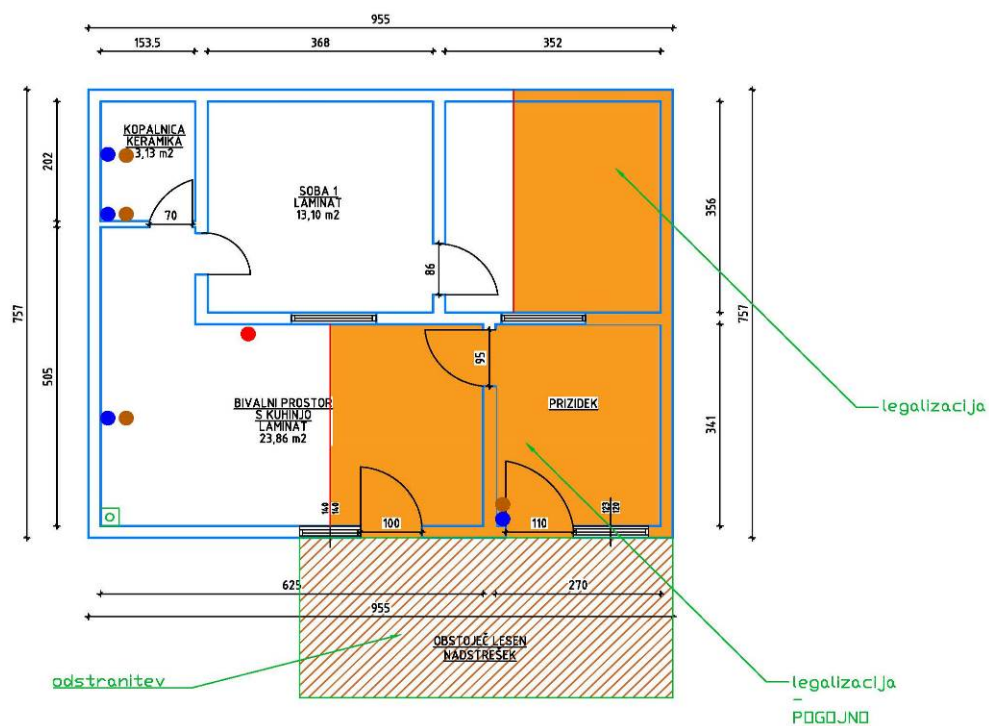 955
153.5
368
352
KOPALNICA
KERAMIKA
3,13 m2
SOBA 1
LAMINAT
13,10 m2
202
70
86
356
757
757
505
95
BIVALNI PROSTOR
S KUHINJO
LAMINAT
23,86 m2
PRIZIDEK
legalizacija
341
140
140
100
110
123
120
625
270
955
OBSTOJEČ LESEN
NADSTREŠEK
odstranitev
legalizacija
-
POGOJNO